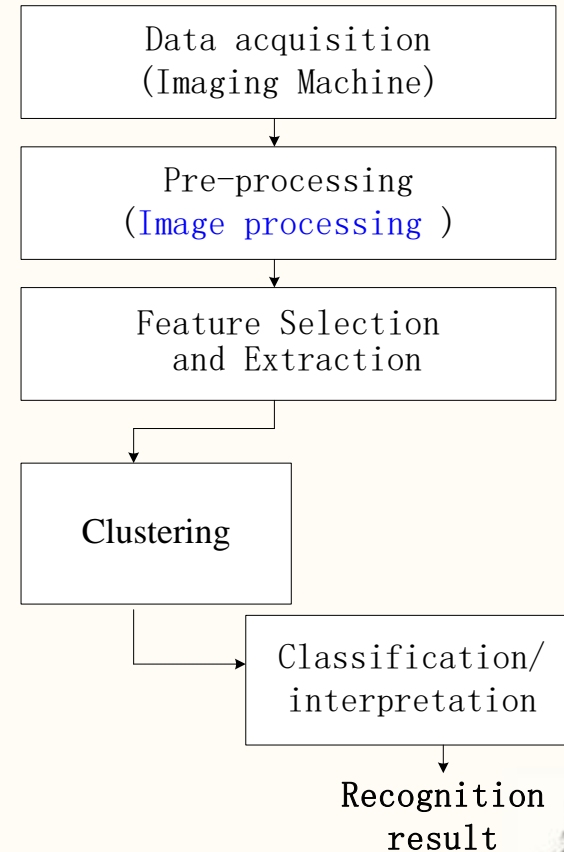 Data acquisition
(Imaging Machine)
Pre-processing
(Image processing )
Feature Selection
and Extraction
Clustering
Classification/
interpretation
Recognition
result